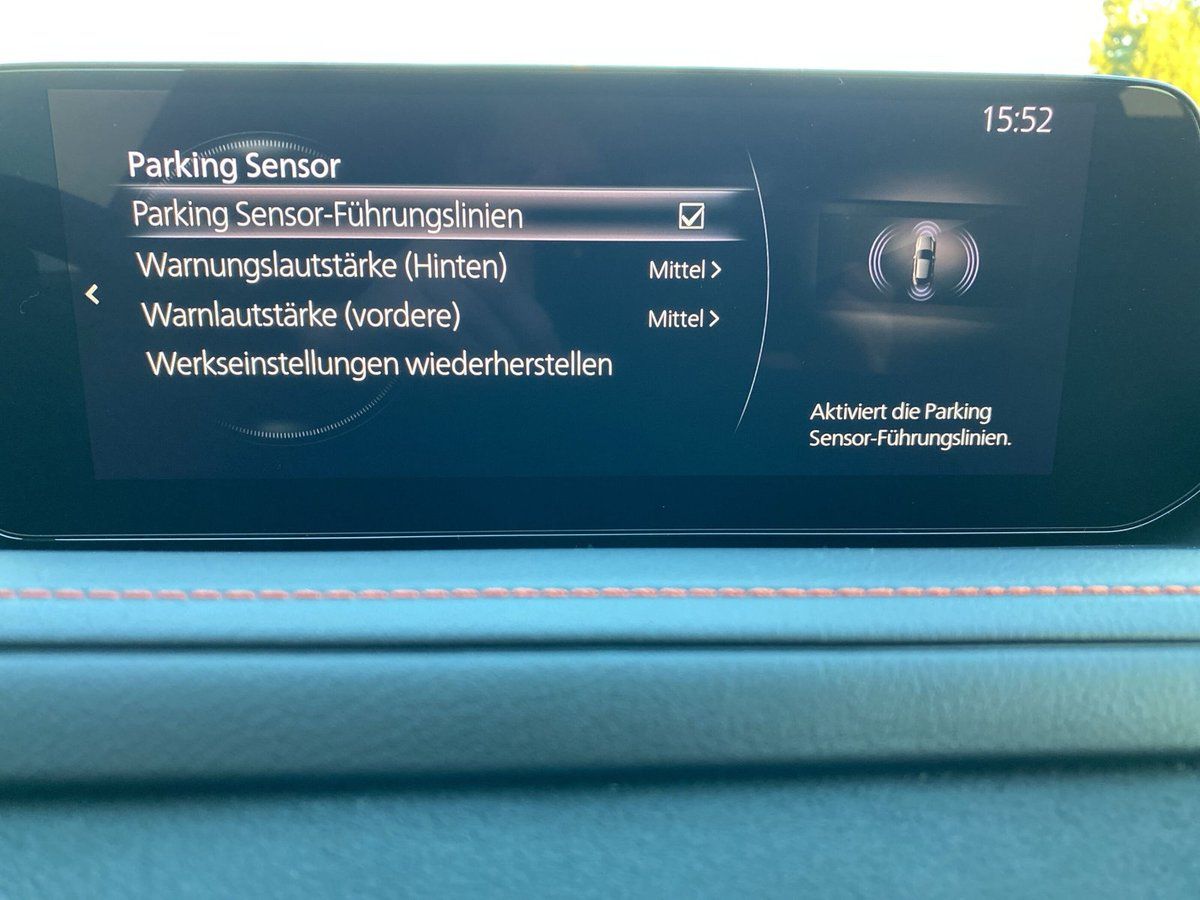 15:52
Parking Sensor
Parking Sensor-Führungslinien
Warnungslautstärke (Hinten) Mittel >
Warnlautstärke (vordere) Mittel >
Werkseinstellungen wiederherstellen
Aktiviert die Parking
Sensor-Führungslinien.